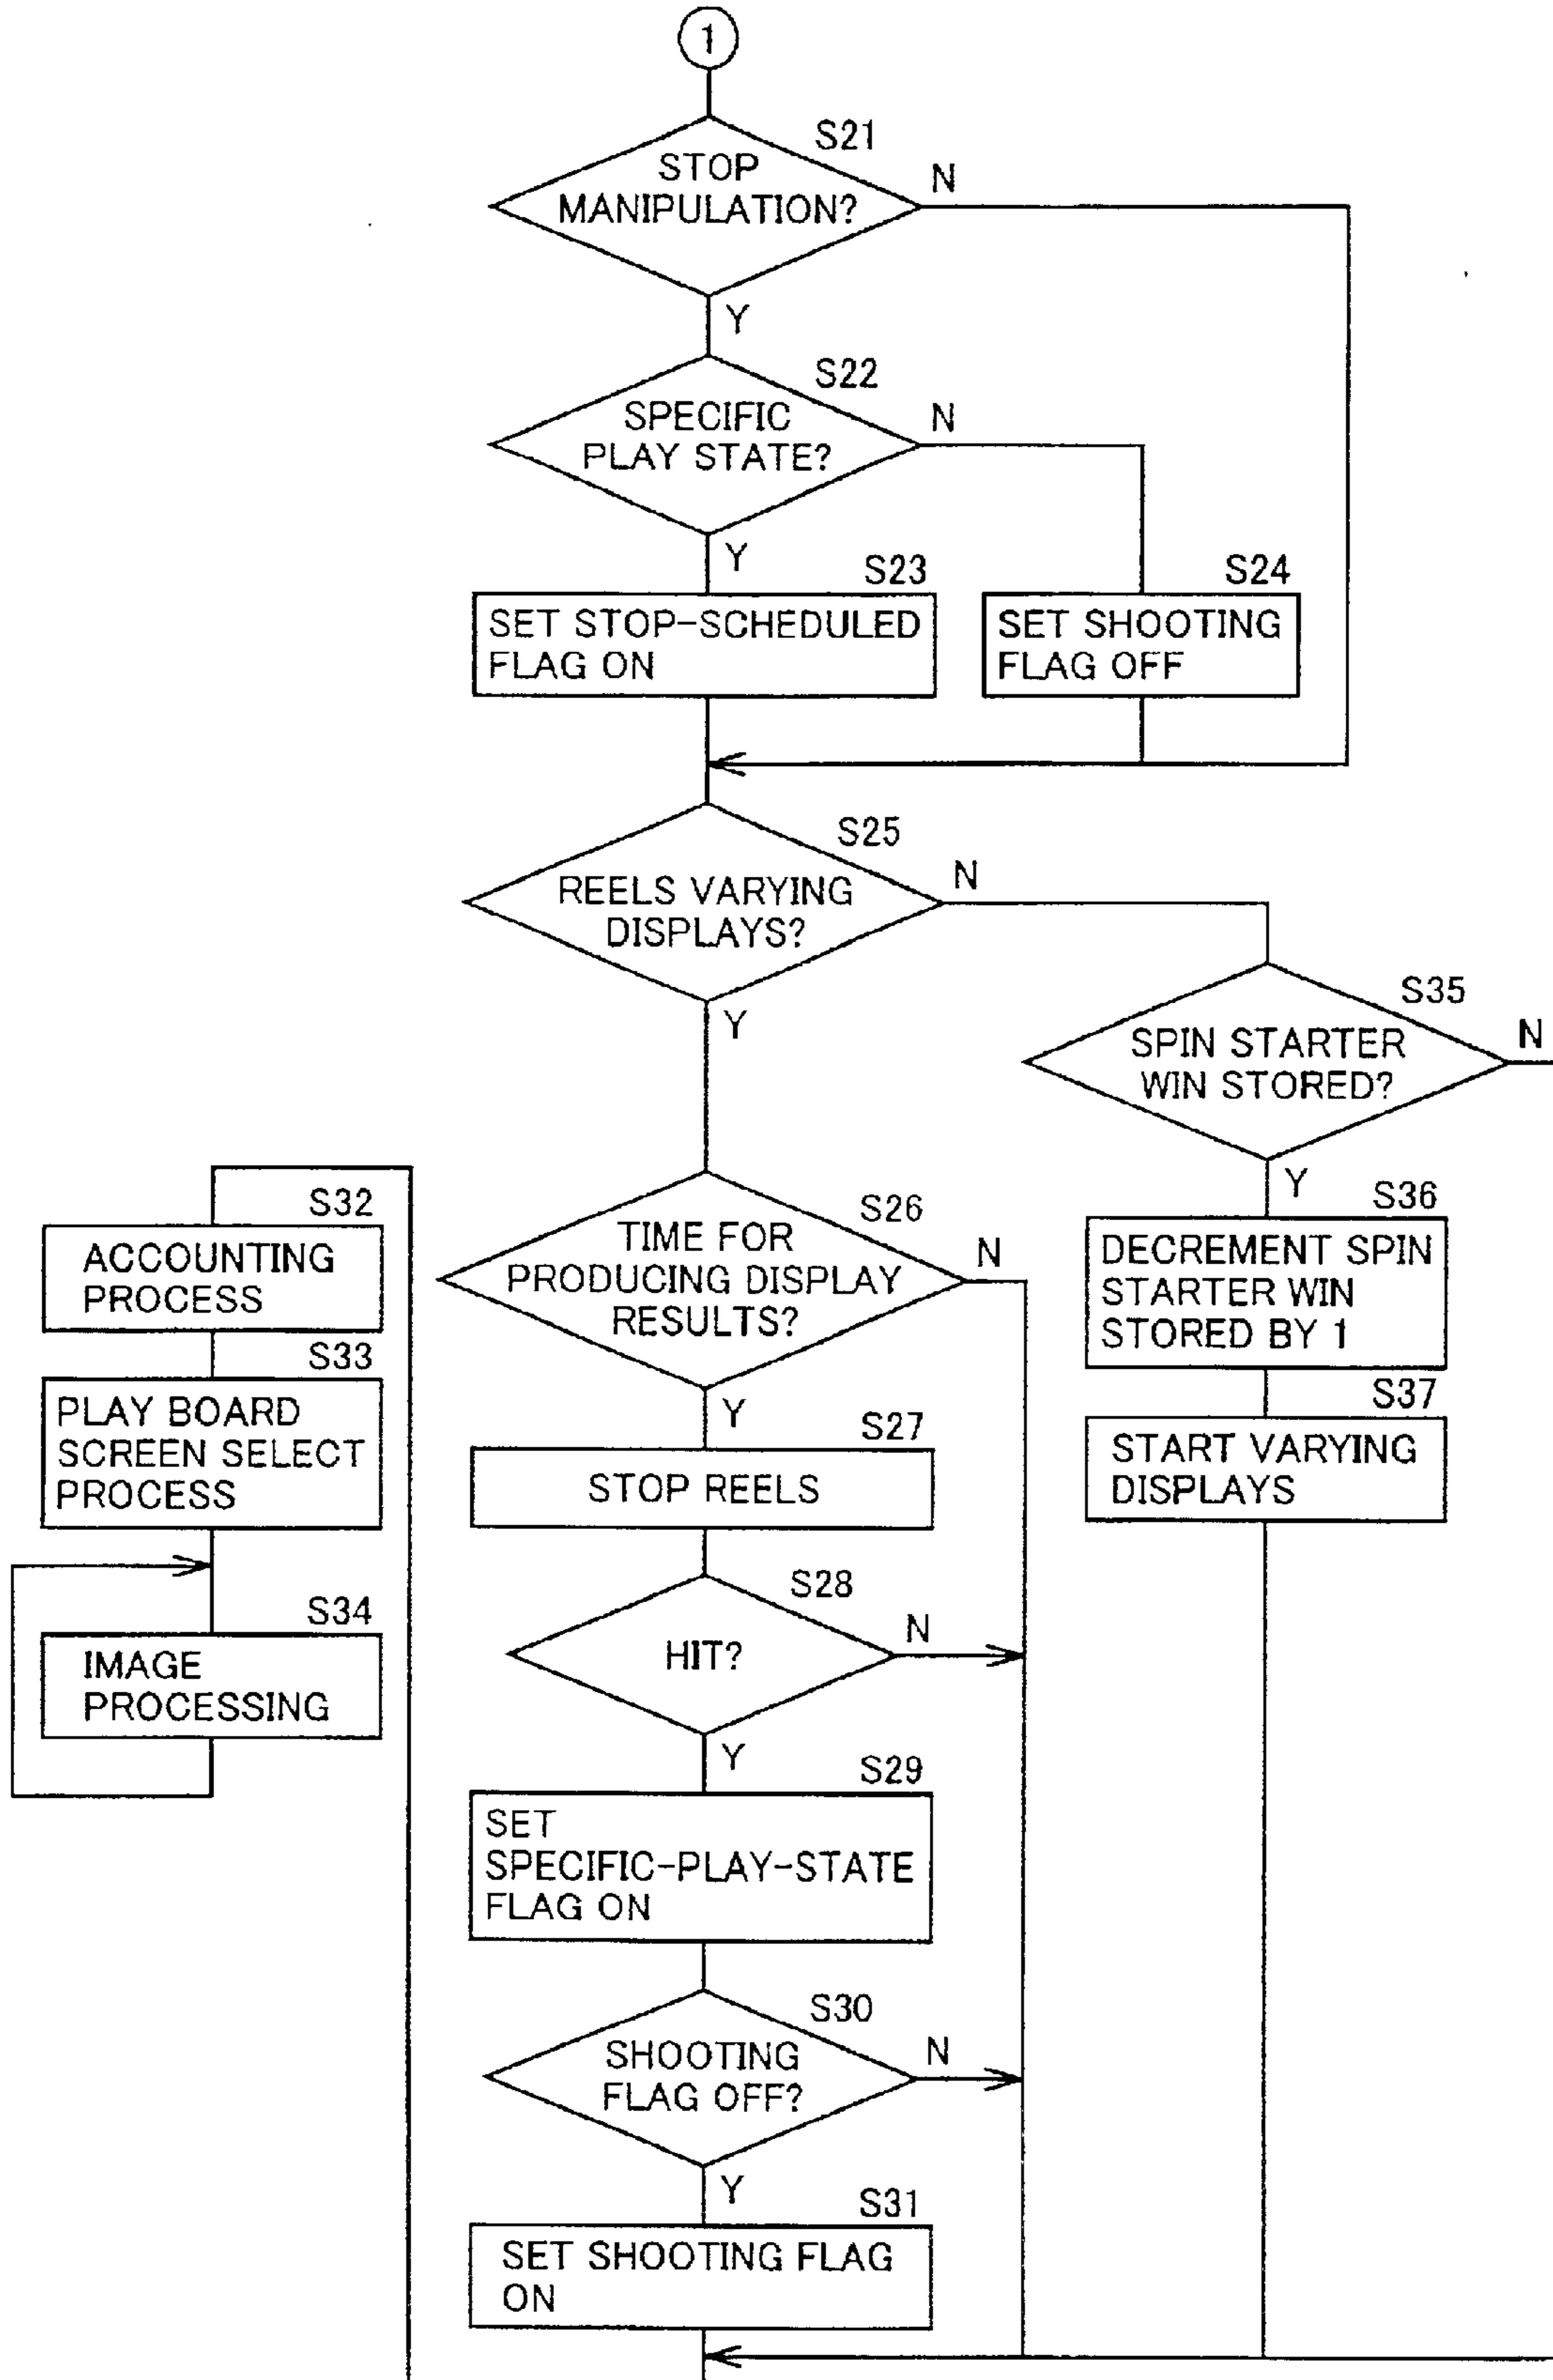 1
S21
STOP
MANIPULATION?
N
Y
S22
SPECIFIC
PLAY STATE?
N
Y
S23
SET STOP-SCHEDULED
FLAG ON
S24
SET SHOOTING
FLAG OFF
S25
REELS VARYING
DISPLAYS?
N
Y
S35
SPIN STARTER
WIN STORED?
N
Y
S36
DECREMENT SPIN
STARTER WIN
STORED BY 1
S37
START VARYING
DISPLAYS
S26
TIME FOR
PRODUCING DISPLAY
RESULTS?
N
Y
S27
STOP REELS
S28
HIT?
N
Y
S29
SET
SPECIFIC-PLAY-STATE
FLAG ON
S30
SHOOTING
FLAG OFF?
N
Y
S31
SET SHOOTING FLAG
ON
S32
ACCOUNTING
PROCESS
S33
PLAY BOARD
SCREEN SELECT
PROCESS
S34
IMAGE
PROCESSING